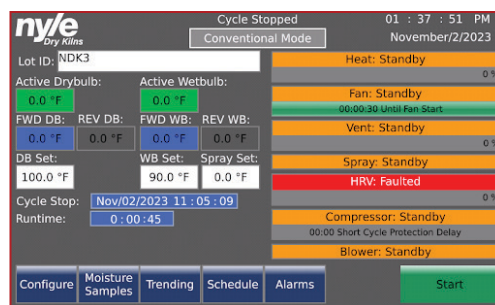 nyle
Dry Kilns
Cycle Stopped
Conventional Mode
01 : 37 : 51 PM
November/2/2023
Lot ID: NDK3
Active Drybulb: Active Wetbulb:
0.0 °F 0.0 °F
FWD DB: REV DB: FWD WB: REV WB:
0.0 °F 0.0 °F 0.0 °F 0.0 °F
DB Set: WB Set: Spray Set:
100.0 °F 90.0 °F 0.0 °F
Cycle Stop: Nov/02/2023 11 : 05 : 09
Runtime: 0 : 00 : 45
Heat: Standby
0 %
Fan: Standby
00:00:30 Until Fan Start
Vent: Standby
0 %
Spray: Standby
HRV: Faulted
0 %
Compressor: Standby
00:00 Short Cycle Protection Delay
Blower: Standby
Configure
Moisture
Samples
Trending
Schedule
Alarms
Start